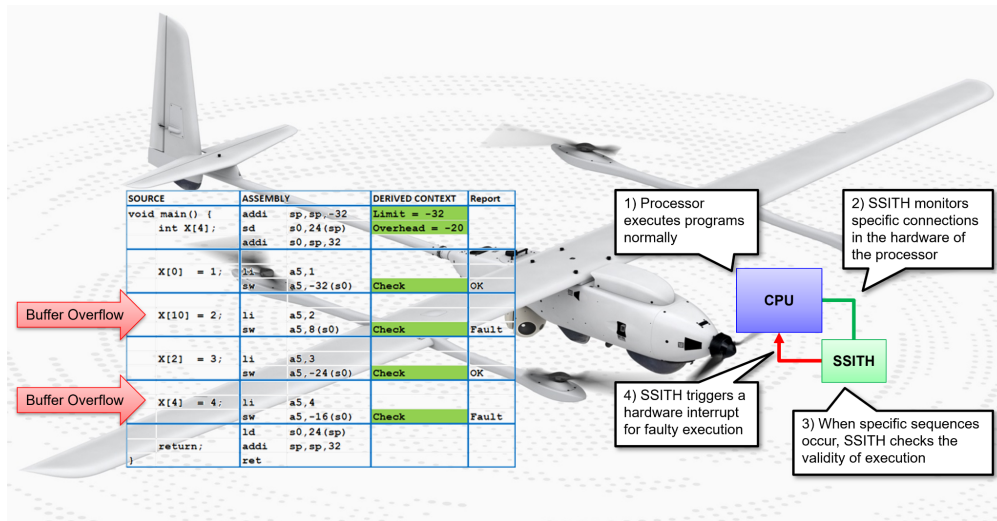 SOURCE ASSEMBLY DERIVED CONTEXT Report
void main() { addi sp,sp,-32 Limit = -32
int X[4]; sd s0,24(sp) Overhead = -20
addi s0,sp,32
X[0] = 1; li a5,1
sw a5,-32(s0) Check OK
Buffer Overflow
X[10] = 2; li a5,2
sw a5,8(s0) Check Fault
X[2] = 3; li a5,3
sw a5,-24(s0) Check OK
Buffer Overflow
X[4] = 4; li a5,4
sw a5,-16(s0) Check Fault
ld s0,24(sp)
return; addi sp,sp,32
} ret
1) Processor
executes programs
normally
2) SSITH monitors
specific connections
in the hardware of
the processor
CPU
SSITH
4) SSITH triggers a
hardware interrupt
for faulty execution
3) When specific sequences
occur, SSITH checks the
validity of execution